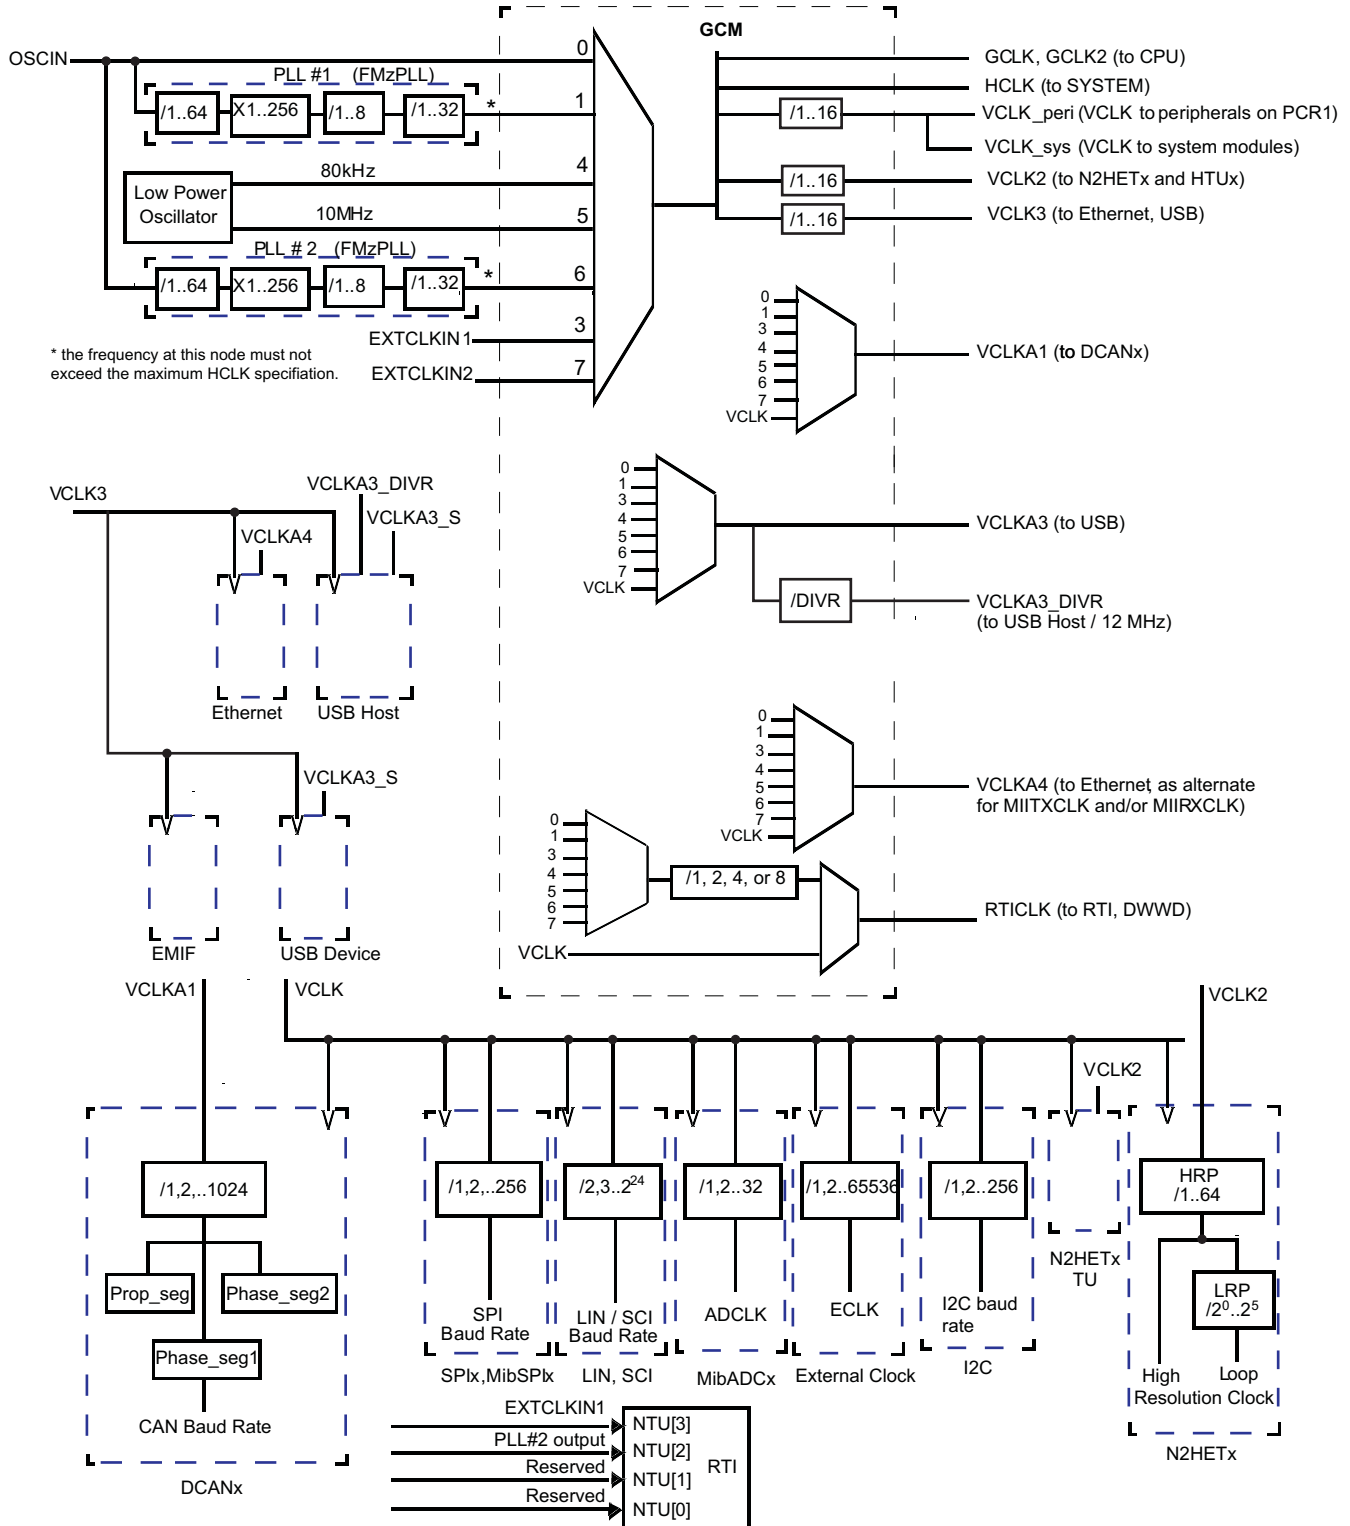 GCM
OSCIN
0
GCLK, GCLK2 (to CPU)
PLL #1 (FMzPLL)
HCLK (to SYSTEM)
/1..64
X1..256
/1..8
/1..32
*
1
/1..16
VCLK_peri (VCLK to peripherals on PCR1)
VCLK_sys (VCLK to system modules)
80kHz
4
/1..16
VCLK2 (to N2HETx and HTUx)
Low Power
Oscillator
10MHz
5
/1..16
VCLK3 (to Ethernet, USB)
PLL # 2 (FMzPLL)
/1..64
X1..256
/1..8
/1..32
*
6
EXTCLKIN1
3
EXTCLKIN2
7
* the frequency at this node must not
exceed the maximum HCLK specifiation.
0
1
3
4
5
6
7
VCLK
VCLKA1 (to DCANx)
0
1
3
4
5
6
7
VCLK
VCLKA3 (to USB)
/DIVR
VCLKA3_DIVR
(to USB Host / 12 MHz)
VCLK3
VCLKA3_DIVR
VCLKA3_S
VCLKA4
Ethernet
USB Host
VCLKA3_S
EMIF
USB Device
0
1
3
4
5
6
7
VCLK
VCLKA4 (to Ethernet, as alternate
for MIITXCLK and/or MIIRXCLK)
0
1
3
4
5
6
7
/1, 2, 4, or 8
VCLK
RTICLK (to RTI, DWWD)
VCLKA1
VCLK
VCLK2
VCLK2
/1,2,..1024
Prop_seg
Phase_seg2
Phase_seg1
CAN Baud Rate
DCANx
/1,2,..256
SPI
Baud Rate
SPIx,MibSPIx
/2,3..2²⁴
LIN / SCI
Baud Rate
LIN, SCI
/1,2..32
ADCLK
MibADCx
/1,2..65536
ECLK
External Clock
/1,2..256
I2C baud
rate
I2C
N2HETx
TU
HRP
/1..64
LRP
/2⁰..2⁵
High
Loop
Resolution Clock
N2HETx
EXTCLKIN1
NTU[3]
PLL#2 output
NTU[2]
Reserved
NTU[1]
Reserved
NTU[0]
RTI